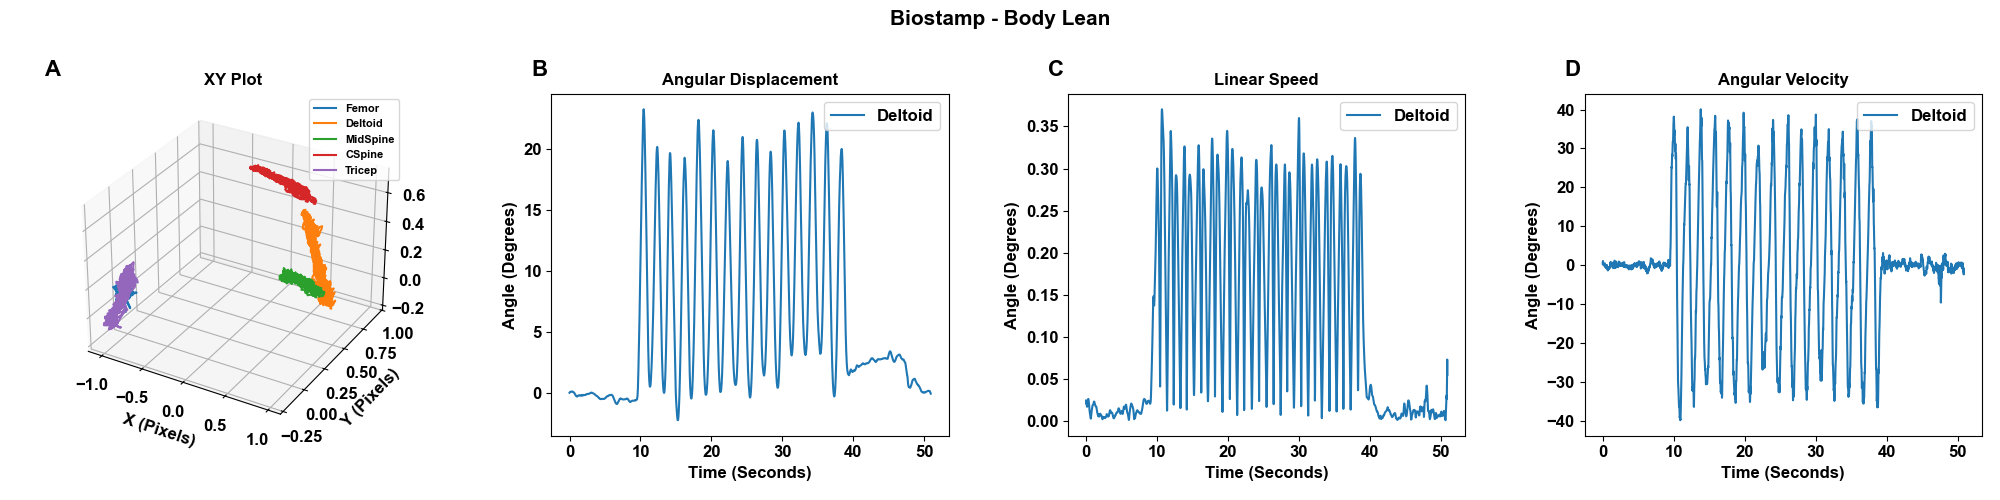 Biostamp - Body Lean
A
XY Plot
Femor
Deltoid
MidSpine
CSpine
Tricep
0.6
0.4
0.2
0.0
−0.2
1.00
0.75
0.50
0.25
0.00
−0.25
Y (Pixels)
−1.0
−0.5
0.0
0.5
1.0
X (Pixels)
B
Angular Displacement
Deltoid
Angle (Degrees)
20
15
10
5
0
0 10 20 30 40 50
Time (Seconds)
C
Linear Speed
Deltoid
Angle (Degrees)
0.35
0.30
0.25
0.20
0.15
0.10
0.05
0.00
0 10 20 30 40 50
Time (Seconds)
D
Angular Velocity
Deltoid
Angle (Degrees)
40
30
20
10
0
−10
−20
−30
−40
0 10 20 30 40 50
Time (Seconds)